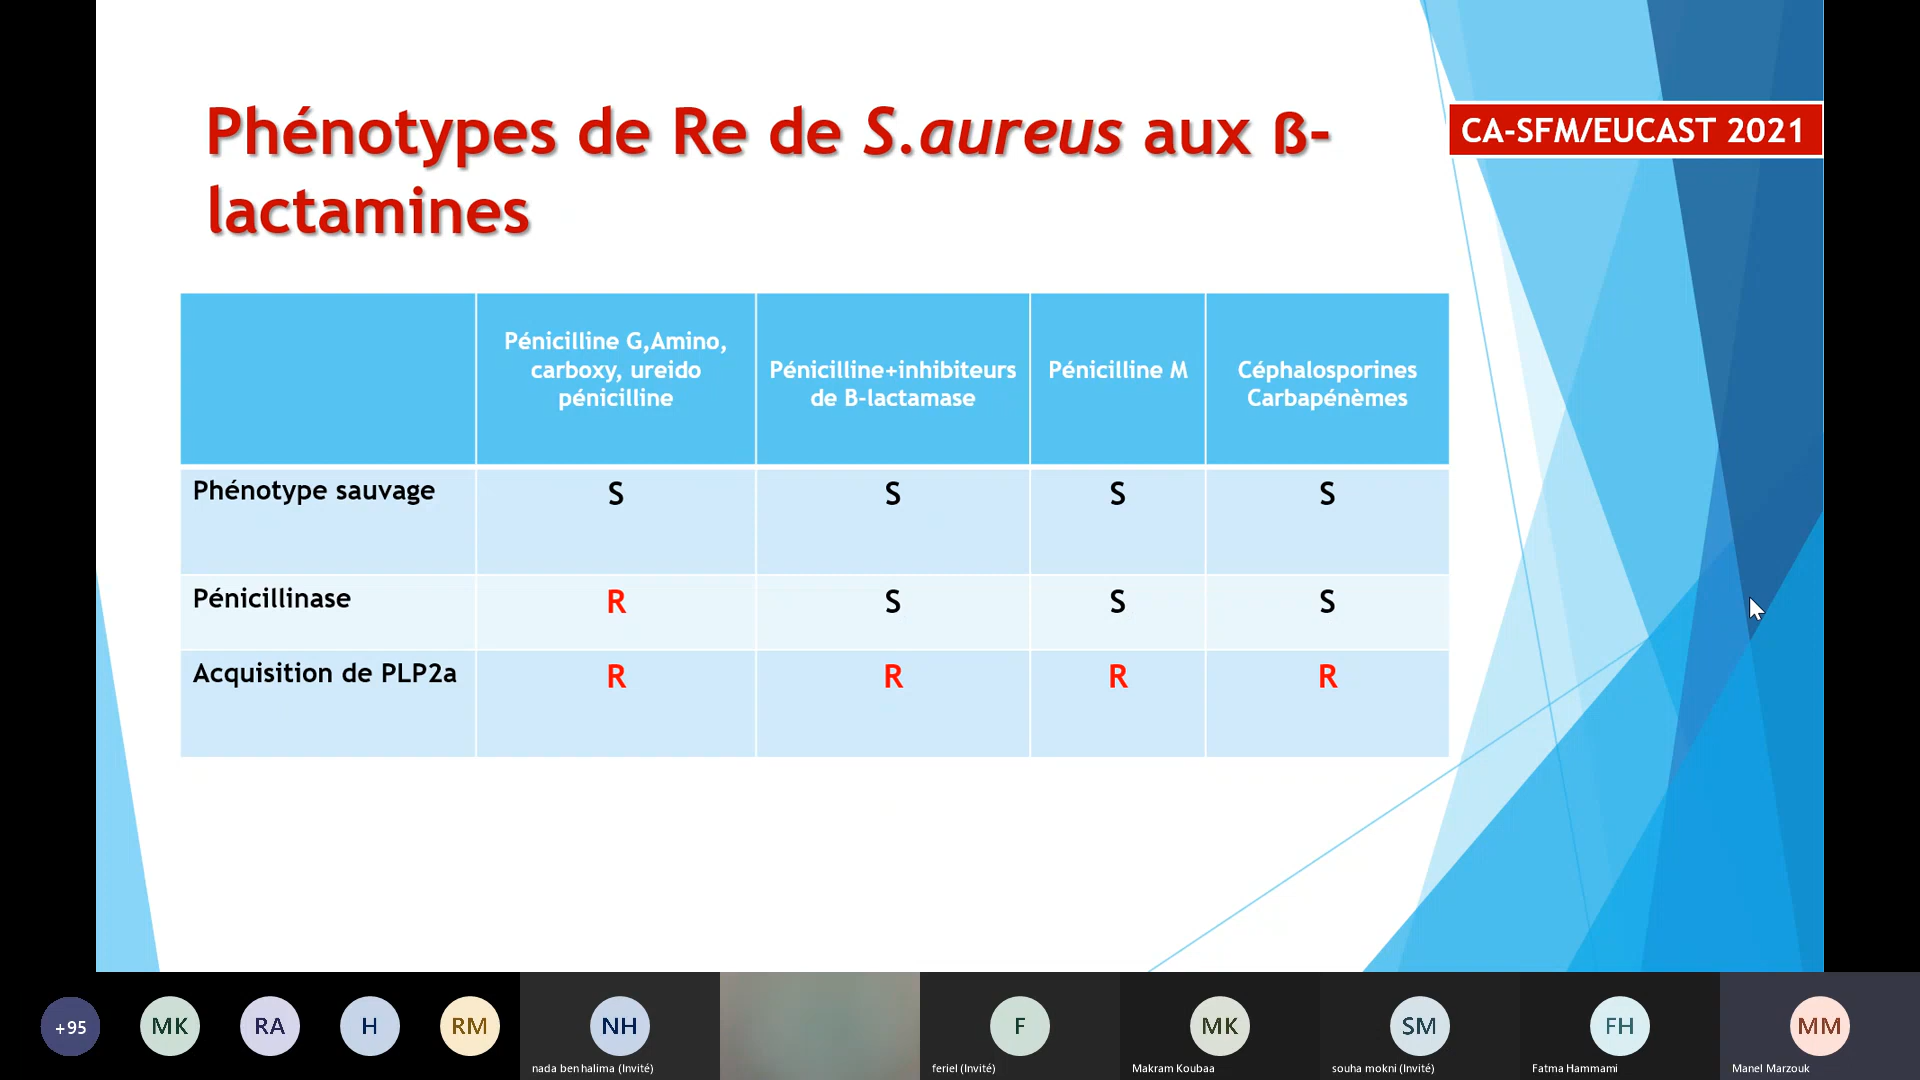 Phénotypes de Re de S.aureus aux ß-
lactamines
CA-SFM/EUCAST 2021
Pénicilline G,Amino,
carboxy, ureido
pénicilline
Pénicilline+inhibiteurs
de B-lactamase
Pénicilline M
Céphalosporines
Carbapénèmes
Phénotype sauvage S S S S
Pénicillinase R S S S
Acquisition de PLP2a R R R R
+95 MK RA H RM NH F MK SM FH MM
nada ben halima (Invité) feriel (Invité) Makram Koubaa souha mokni (Invité) Fatma Hammami Manel Marzouk